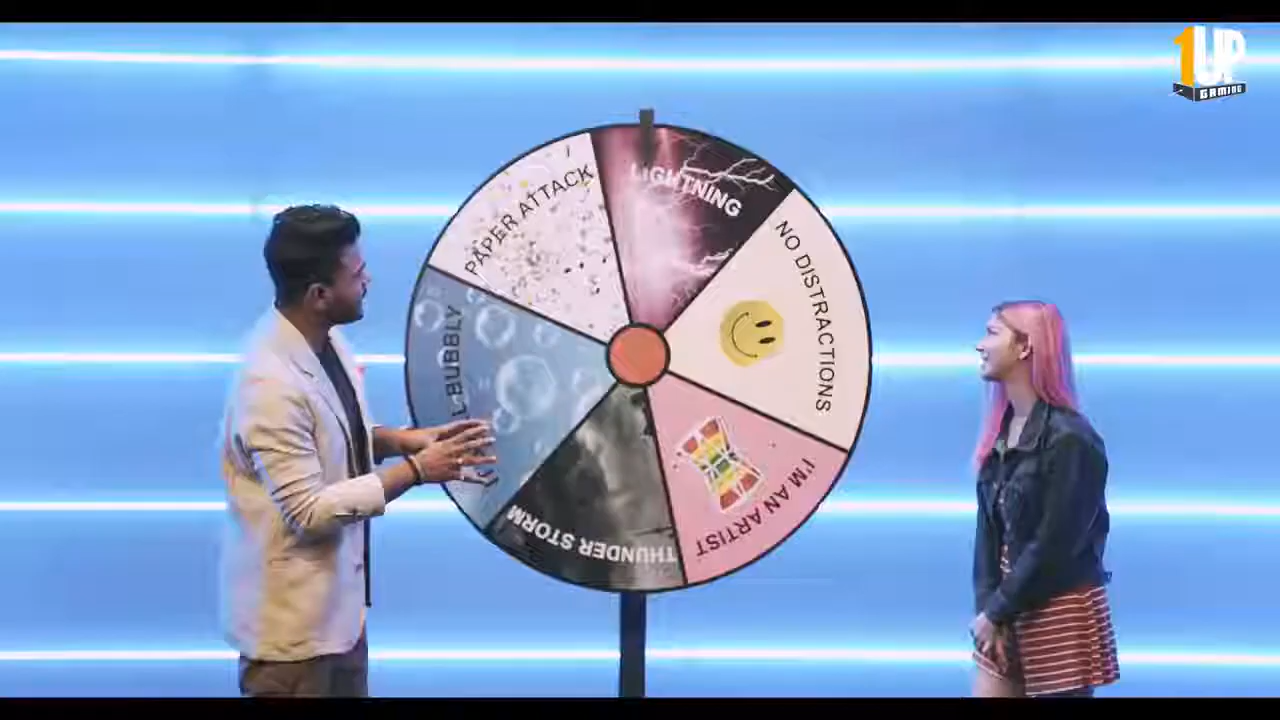 1UP
GAMING
PAPER ATTACK
LIGHTNING
NO DISTRACTIONS
BUBBLY
THUNDER STORM
I'M AN ARTIST